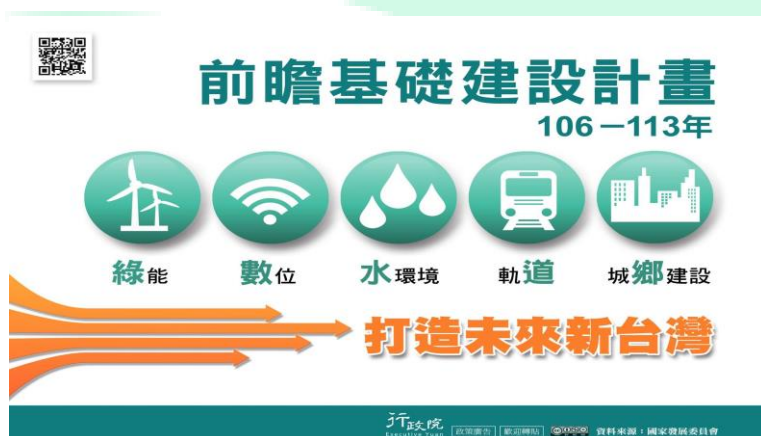 前瞻基礎建設計畫
106－113年
綠能 數位 水環境 軌道 城鄉建設
打造未來新台灣
行政院
Executive Yuan
政策廣告 歡迎轉貼 資料來源：國家發展委員會